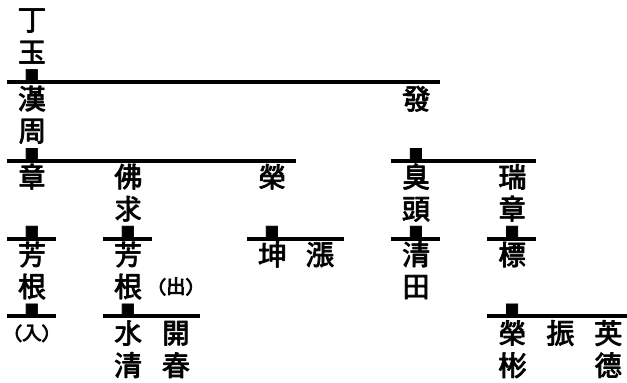 丁玉
漢周 發
章 佛求 榮 臭頭 瑞章
芳根 芳根 (出) 坤 漲 清田 標
(入) 水清 開春 榮彬 振 英德